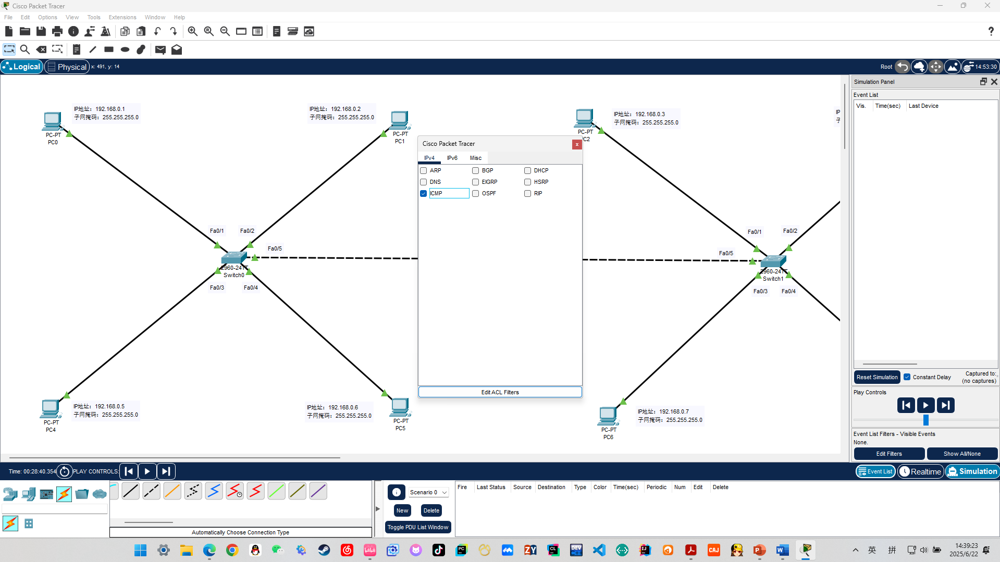 Cisco Packet Tracer
File Edit Options View Tools Extensions Window Help
Logical Physical x: 491, y: 14 Root 14:53:30
Simulation Panel
Event List
Vis. Time(sec) Last Device
IP地址：192.168.0.1
子网掩码：255.255.255.0
PC-PT
PC0
IP地址：192.168.0.2
子网掩码：255.255.255.0
PC-PT
PC1
IP地址：192.168.0.3
子网掩码：255.255.255.0
PC-PT
C2
IP
子
Cisco Packet Tracer
IPv4 IPv6 Misc
ARP BGP DHCP
DNS EIGRP HSRP
ICMP OSPF RIP
Edit ACL Filters
Fa0/1 Fa0/2
Fa0/5
2960-24TT
Switch0
Fa0/3 Fa0/4
Fa0/1 Fa0/2
Fa0/5
2960-24TT
Switch1
Fa0/3 Fa0/4
IP地址：192.168.0.5
子网掩码：255.255.255.0
PC-PT
PC4
IP地址：192.168.0.6
子网掩码：255.255.255.0
PC-PT
PC5
IP地址：192.168.0.7
子网掩码：255.255.255.0
PC-PT
PC6
Reset Simulation Constant Delay Captured to:
(no captures)
Play Controls
Event List Filters - Visible Events
None.
Edit Filters Show All/None
Time: 00:28:40.354 PLAY CONTROLS:
Event List Realtime Simulation
Scenario 0
New Delete
Toggle PDU List Window
Fire Last Status Source Destination Type Color Time(sec) Periodic Num Edit Delete
Automatically Choose Connection Type
英 拼
14:39:23
2025/6/22